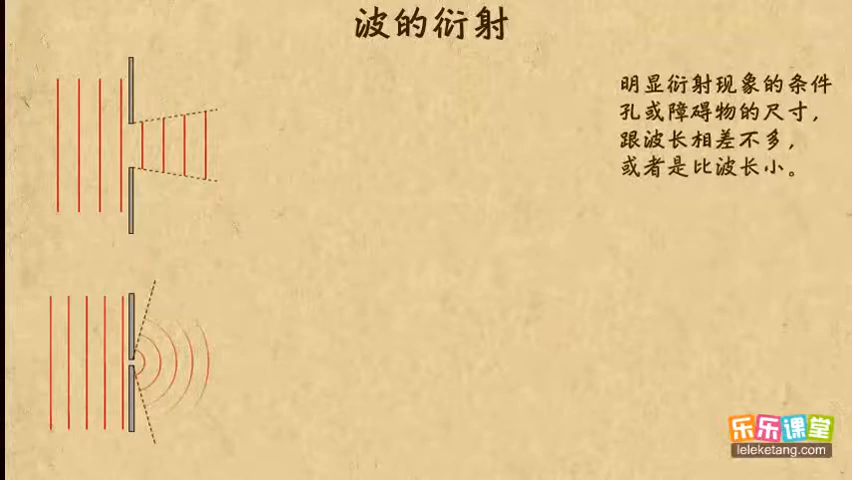 波的衍射
明显衍射现象的条件
孔或障碍物的尺寸，
跟波长相差不多，
或者是比波长小。
乐乐课堂
leleketang.com